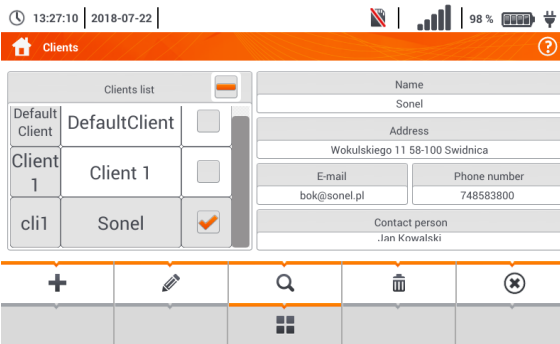 13:27:10 2018-07-22 98 %
Clients ?
Clients list
Default
Client
DefaultClient
Client
1
Client 1
cli1
Sonel
Name
Sonel
Address
Wokulskiego 11 58-100 Swidnica
E-mail
bok@sonel.pl
Phone number
748583800
Contact person
Jan Kowalski